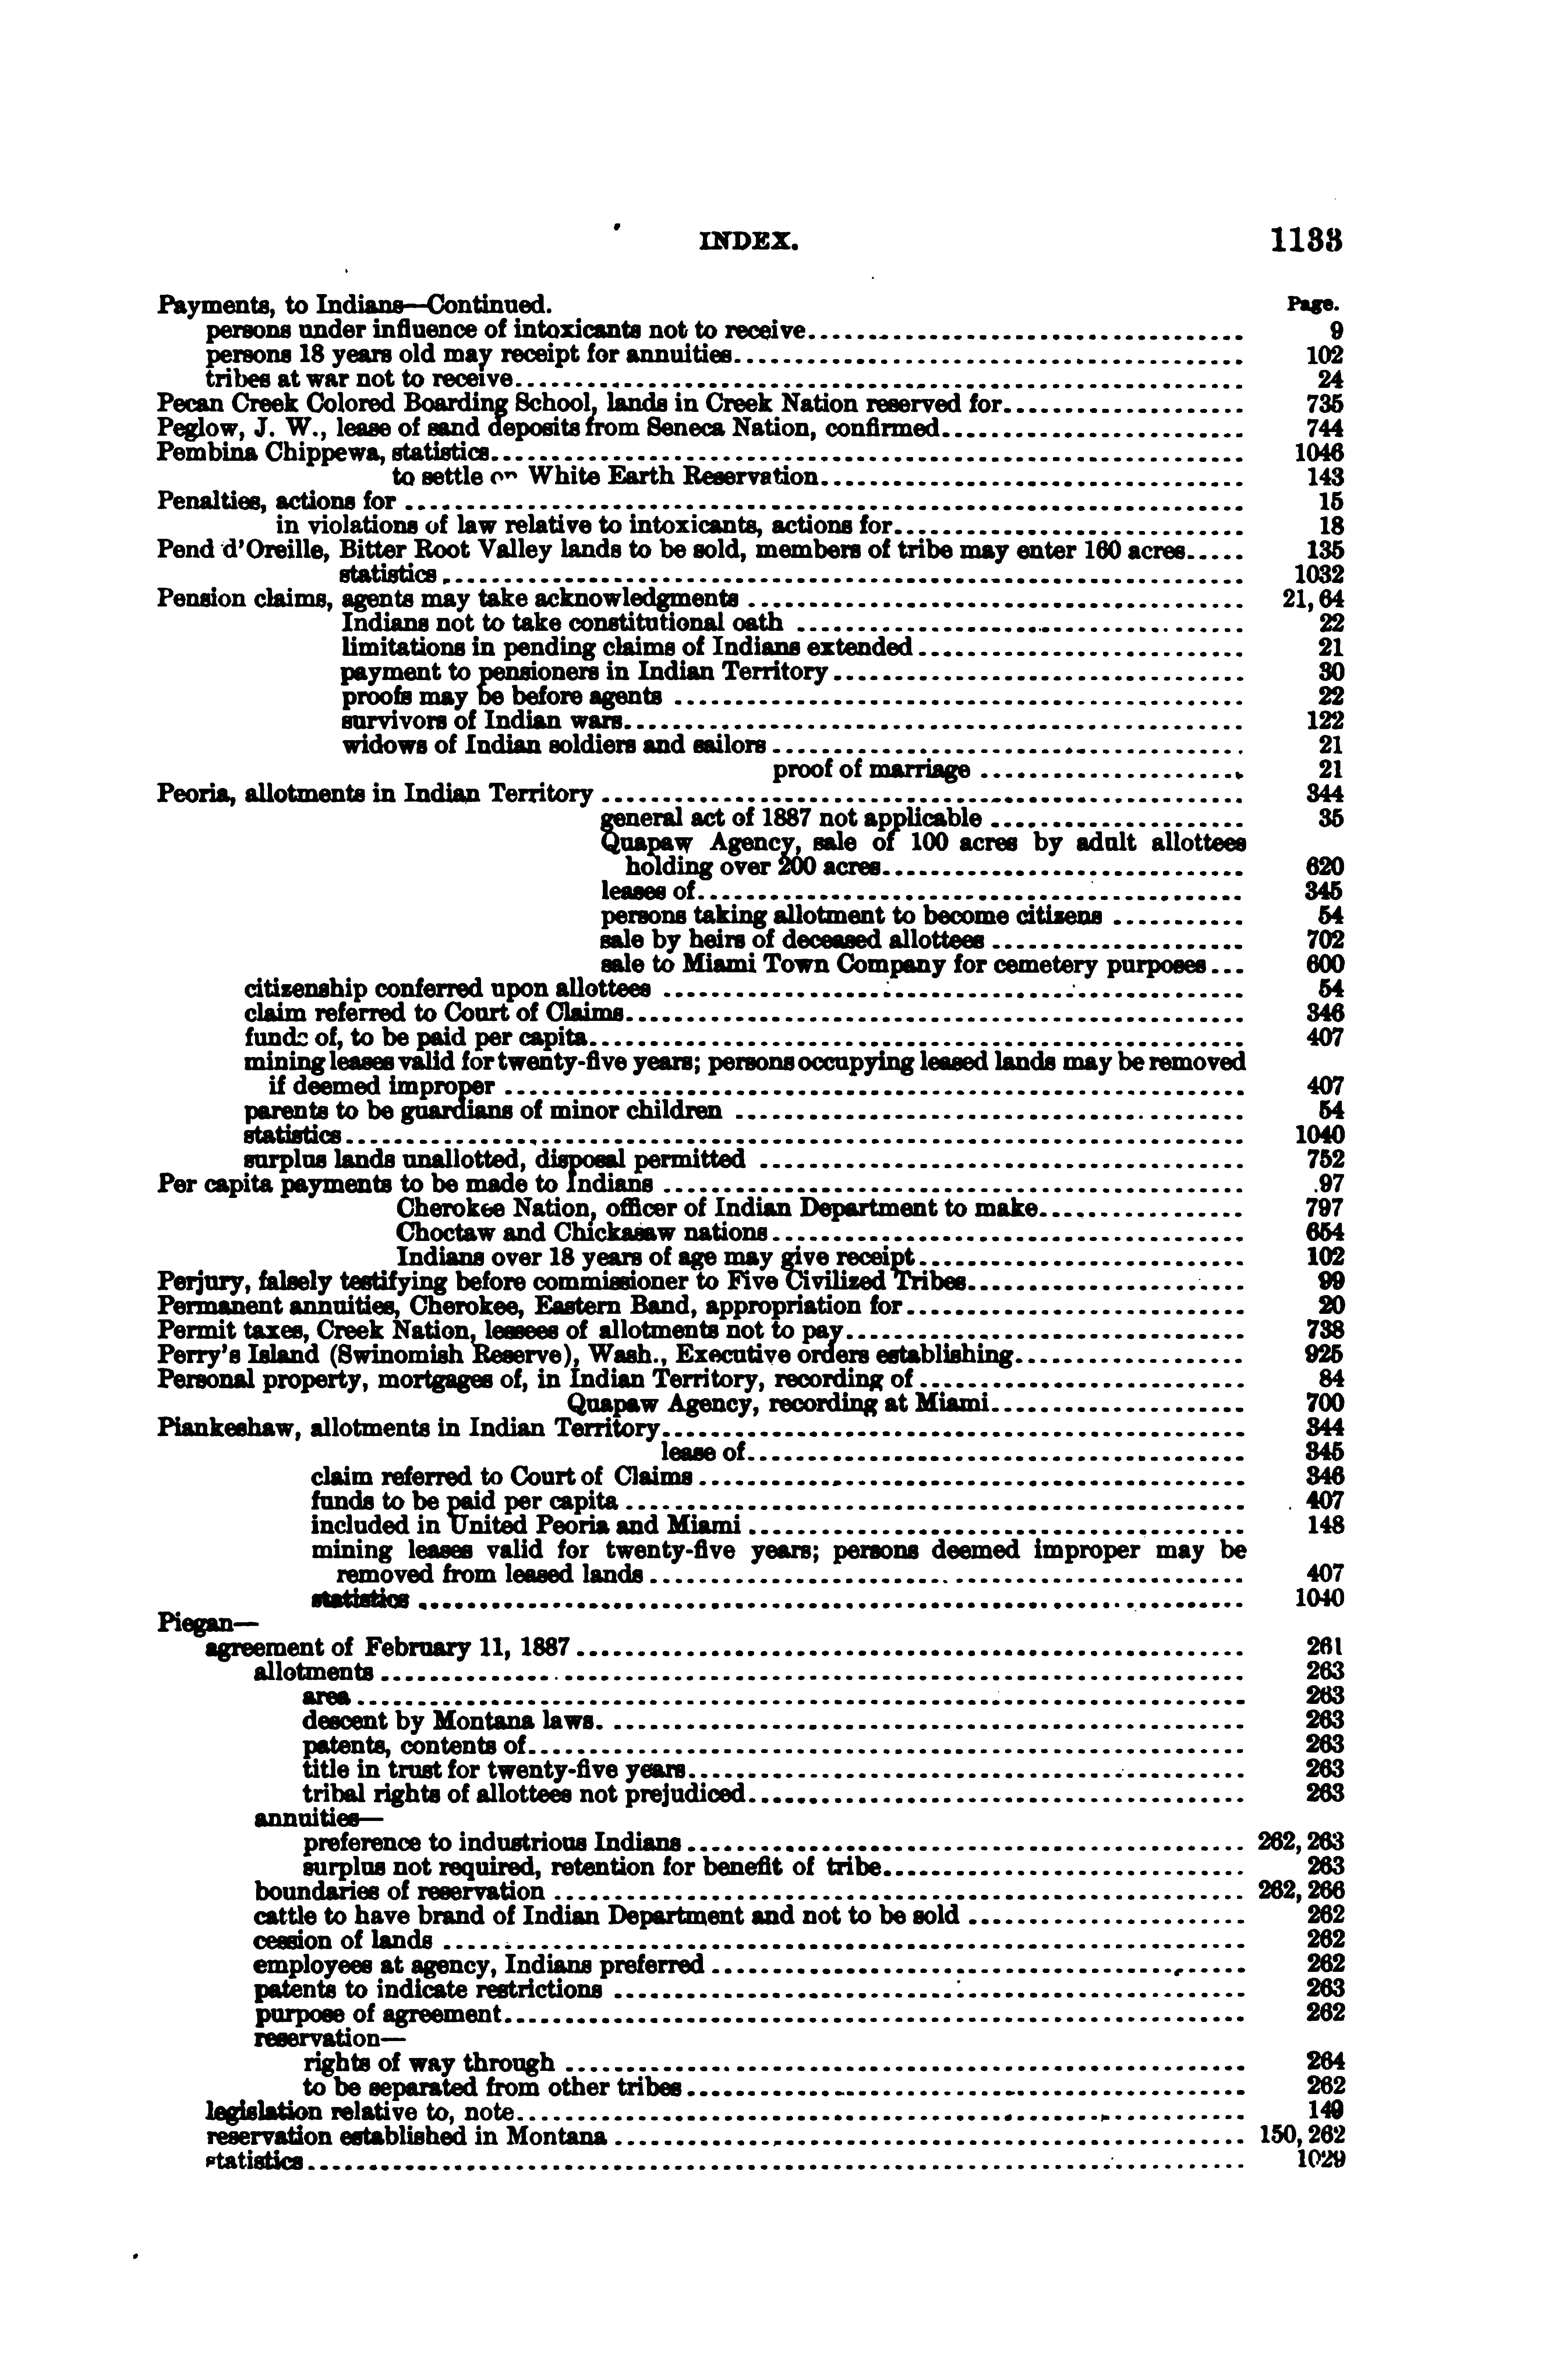 INDEX. 1133
Payments, to Indians—Continued. Page.
persons under influence of intoxicants not to receive 9
persons 18 years old may receipt for annuities 102
tribes at war not to receive 24
Pecan Creek Colored Boarding School, lands in Creek Nation reserved for 735
Peglow, J. W., lease of sand deposits from Seneca Nation, confirmed 744
Pembina Chippewa, statistics 1046
to settle on White Earth Reservation 143
Penalties, actions for 15
in violations of law relative to intoxicants, actions for 18
Pend d'Oreille, Bitter Root Valley lands to be sold, members of tribe may enter 160 acres 135
statistics 1032
Pension claims, agents may take acknowledgments 21, 64
Indians not to take constitutional oath 22
limitations in pending claims of Indians extended 21
payment to pensioners in Indian Territory 30
proofs may be before agents 22
survivors of Indian wars 122
widows of Indian soldiers and sailors 21
proof of marriage 21
Peoria, allotments in Indian Territory 344
general act of 1887 not applicable 35
Quapaw Agency, sale of 100 acres by adult allottees
holding over 200 acres 620
leases of 345
persons taking allotment to become citizens 54
sale by heirs of deceased allottees 702
sale to Miami Town Company for cemetery purposes 600
citizenship conferred upon allottees 54
claim referred to Court of Claims 346
funds of, to be paid per capita 407
mining leases valid for twenty-five years; persons occupying leased lands may be removed
if deemed improper 407
parents to be guardians of minor children 54
statistics 1040
surplus lands unallotted, disposal permitted 752
Per capita payments to be made to Indians 97
Cherokee Nation, officer of Indian Department to make 797
Choctaw and Chickasaw nations 654
Indians over 18 years of age may give receipt 102
Perjury, falsely testifying before commissioner to Five Civilized Tribes 99
Permanent annuities, Cherokee, Eastern Band, appropriation for 20
Permit taxes, Creek Nation, lessees of allotments not to pay 738
Perry's Island (Swinomish Reserve), Wash., Executive orders establishing 925
Personal property, mortgages of, in Indian Territory, recording of 84
Quapaw Agency, recording at Miami 700
Piankeshaw, allotments in Indian Territory 344
lease of 345
claim referred to Court of Claims 346
funds to be paid per capita 407
included in United Peoria and Miami 148
mining leases valid for twenty-five years; persons deemed improper may be
removed from leased lands 407
statistics 1040
Piegan—
agreement of February 11, 1887 261
allotments 263
area 263
descent by Montana laws 263
patents, contents of 263
title in trust for twenty-five years 263
tribal rights of allottees not prejudiced 263
annuities—
preference to industrious Indians 262, 263
surplus not required, retention for benefit of tribe 263
boundaries of reservation 262, 266
cattle to have brand of Indian Department and not to be sold 262
cession of lands 262
employees at agency, Indians preferred 262
patents to indicate restrictions 263
purpose of agreement 262
reservation—
rights of way through 264
to be separated from other tribes 262
legislation relative to, note 149
reservation established in Montana 150, 262
statistics 1029